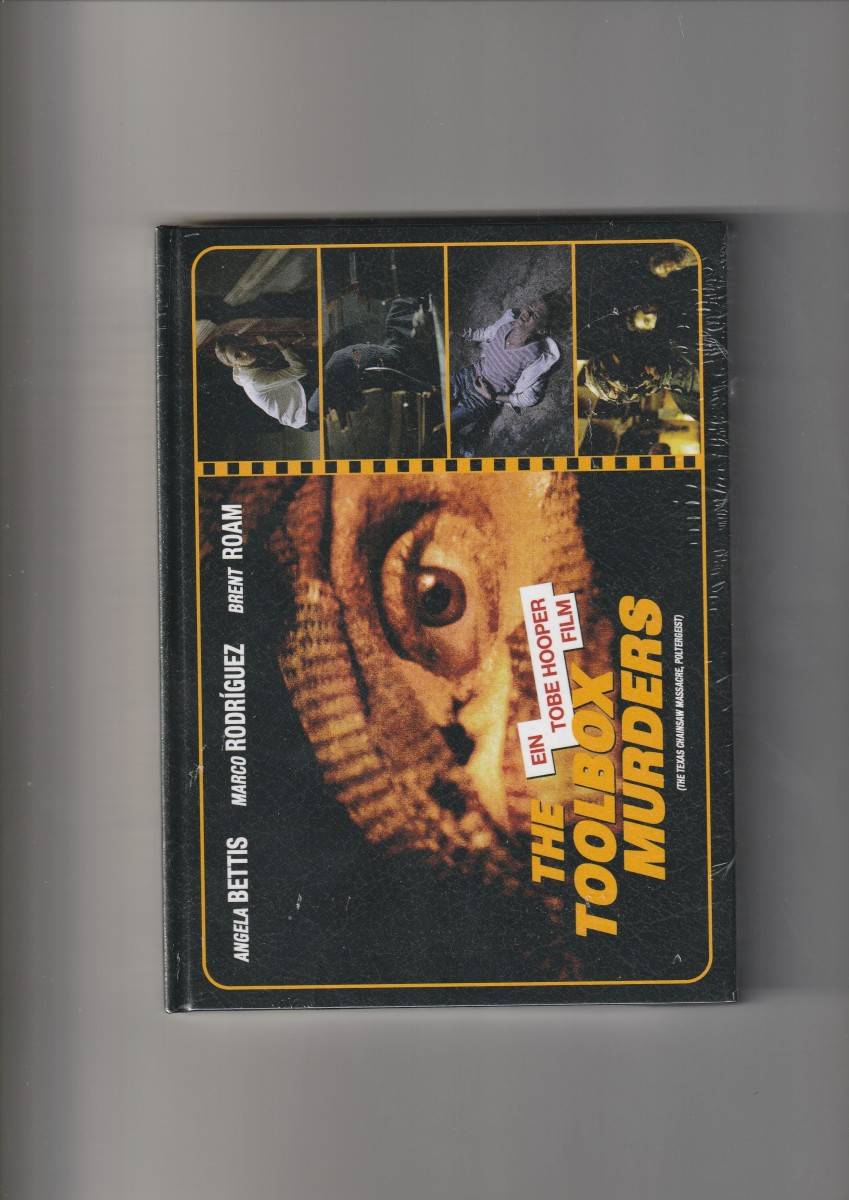 ANGELA BETTIS MARCO RODRÍGUEZ BRENT ROAM
EIN
TOBE HOOPER
FILM
THE
TOOLBOX
MURDERS
(THE TEXAS CHAINSAW MASSACRE, POLTERGEIST)